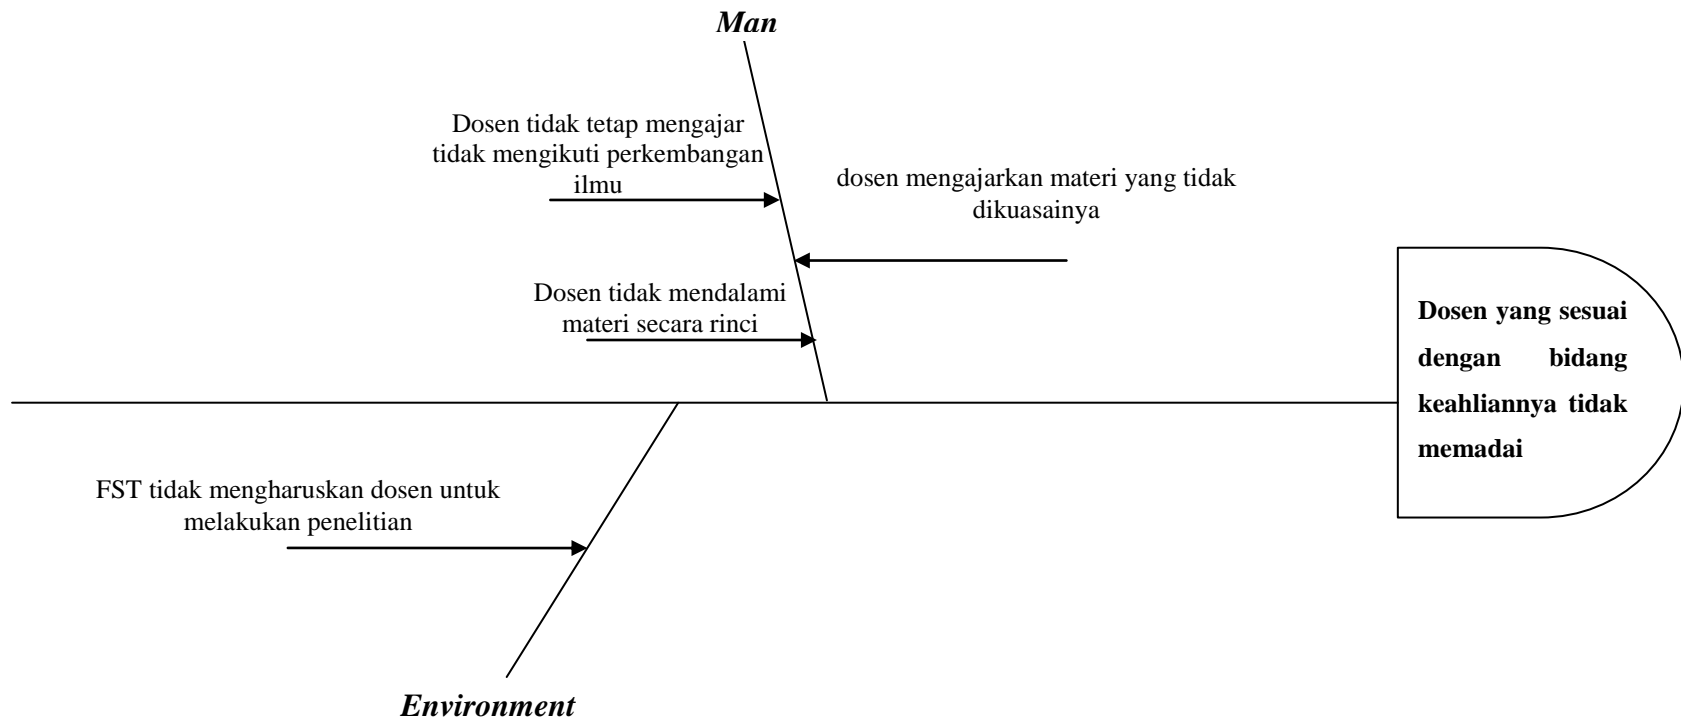 Man
Dosen tidak tetap mengajar
tidak mengikuti perkembangan
ilmu
dosen mengajarkan materi yang tidak
dikuasainya
Dosen tidak mendalami
materi secara rinci
Dosen yang sesuai
dengan bidang
keahliannya tidak
memadai
FST tidak mengharuskan dosen untuk
melakukan penelitian
Environment